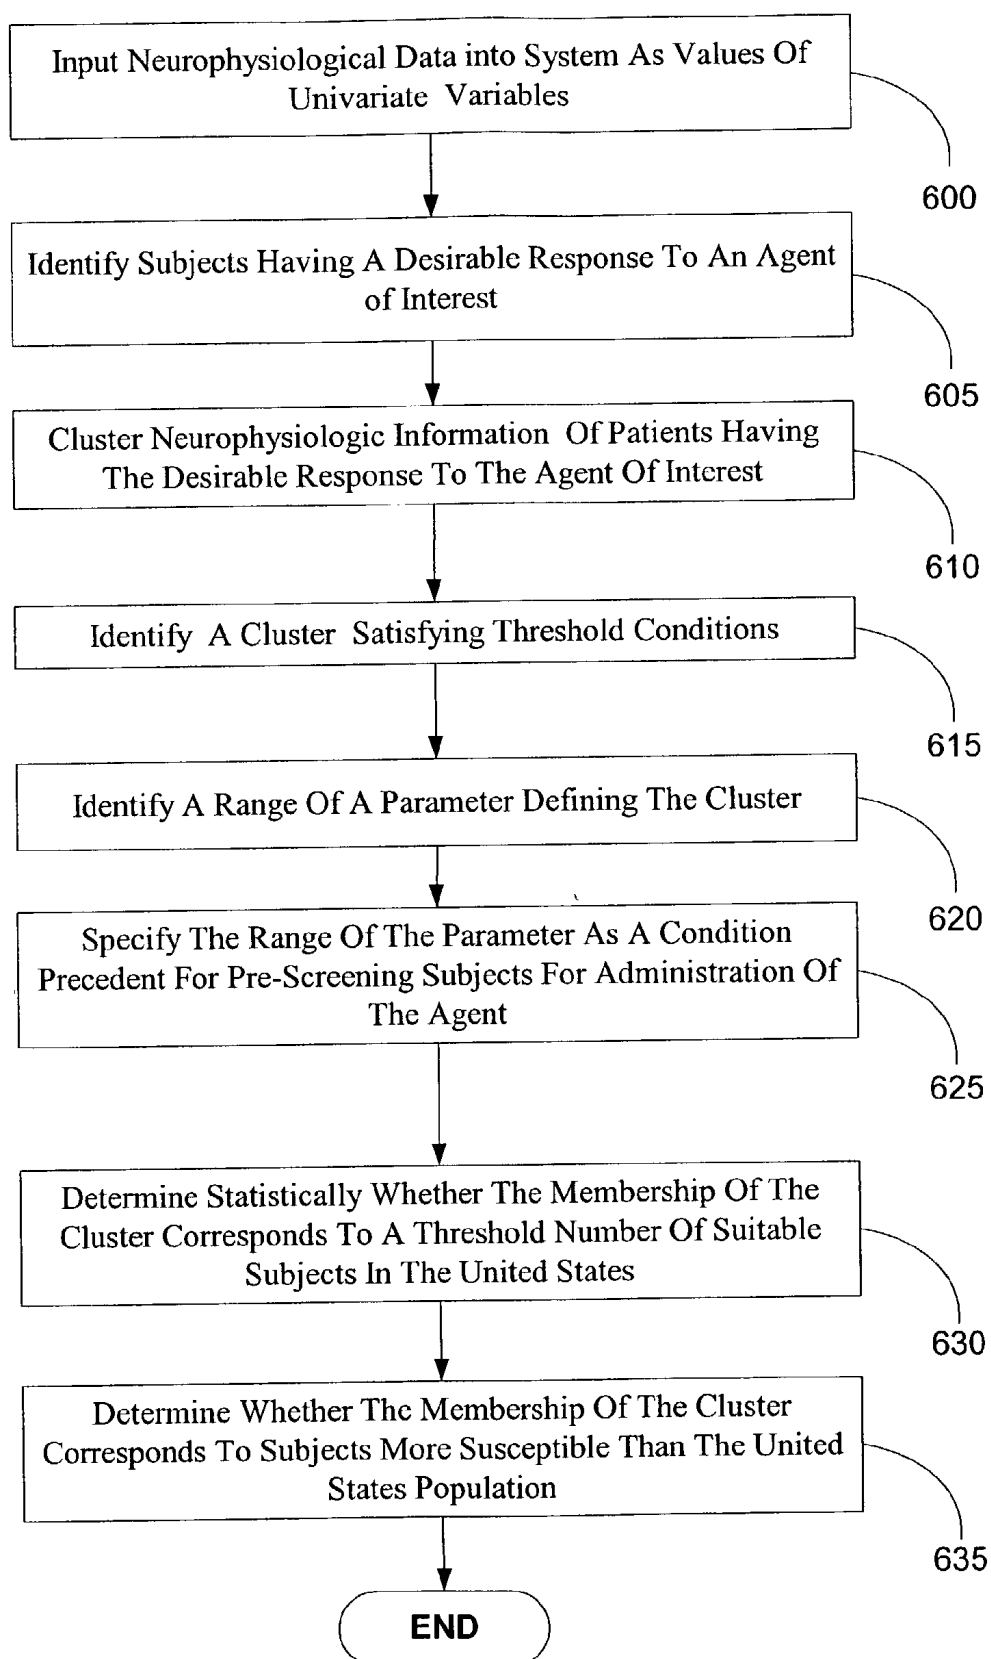 Input Neurophysiological Data into System As Values Of
Univariate Variables
600
Identify Subjects Having A Desirable Response To An Agent
of Interest
605
Cluster Neurophysiologic Information Of Patients Having
The Desirable Response To The Agent Of Interest
610
Identify A Cluster Satisfying Threshold Conditions
615
Identify A Range Of A Parameter Defining The Cluster
620
Specify The Range Of The Parameter As A Condition
Precedent For Pre-Screening Subjects For Administration Of
The Agent
625
Determine Statistically Whether The Membership Of The
Cluster Corresponds To A Threshold Number Of Suitable
Subjects In The United States
630
Determine Whether The Membership Of The Cluster
Corresponds To Subjects More Susceptible Than The United
States Population
635
END